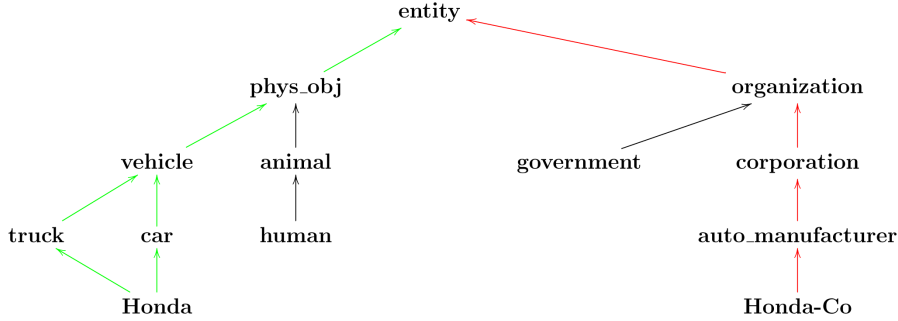 entity
phys_obj organization
vehicle animal government corporation
truck car human auto_manufacturer
Honda Honda-Co